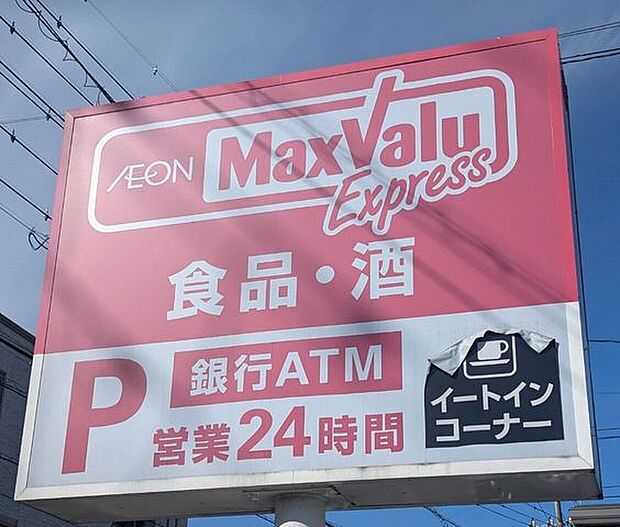 ÆON MaxValu
Express
食品・酒
P
銀行ATM
営業24時間
イートイン
コーナー